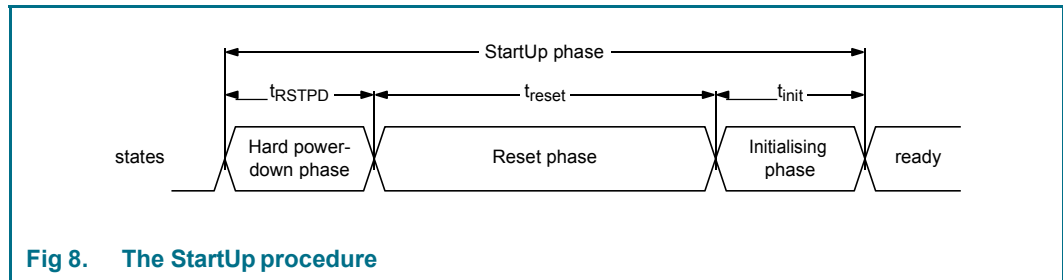 StartUp phase
tRSTPD
treset
tinit
states
Hard power-
down phase
Reset phase
Initialising
phase
ready
Fig 8. The StartUp procedure